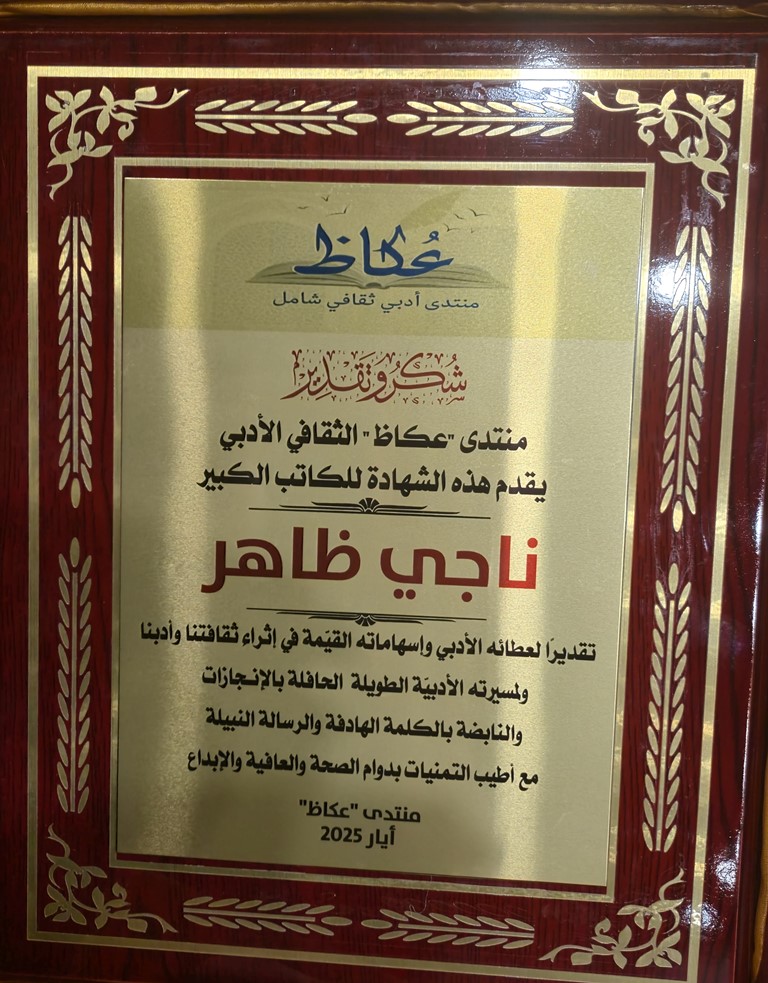 عُكاظ
منتدى أدبي ثقافي شامل
شُكر وَتَقدير
منتدى "عكاظ" الثقافي الأدبي
يقدم هذه الشهادة للكاتب الكبير
ناجي ظاهر
تقديرًا لعطائه الأدبي وإسهاماته القيّمة في إثراء ثقافتنا وأدبنا
ولمسيرته الأدبيّة الطويلة الحافلة بالإنجازات
والنابضة بالكلمة الهادفة والرسالة النبيلة
مع أطيب التمنيات بدوام الصحة والعافية والإبداع
منتدى "عكاظ"
أيار 2025